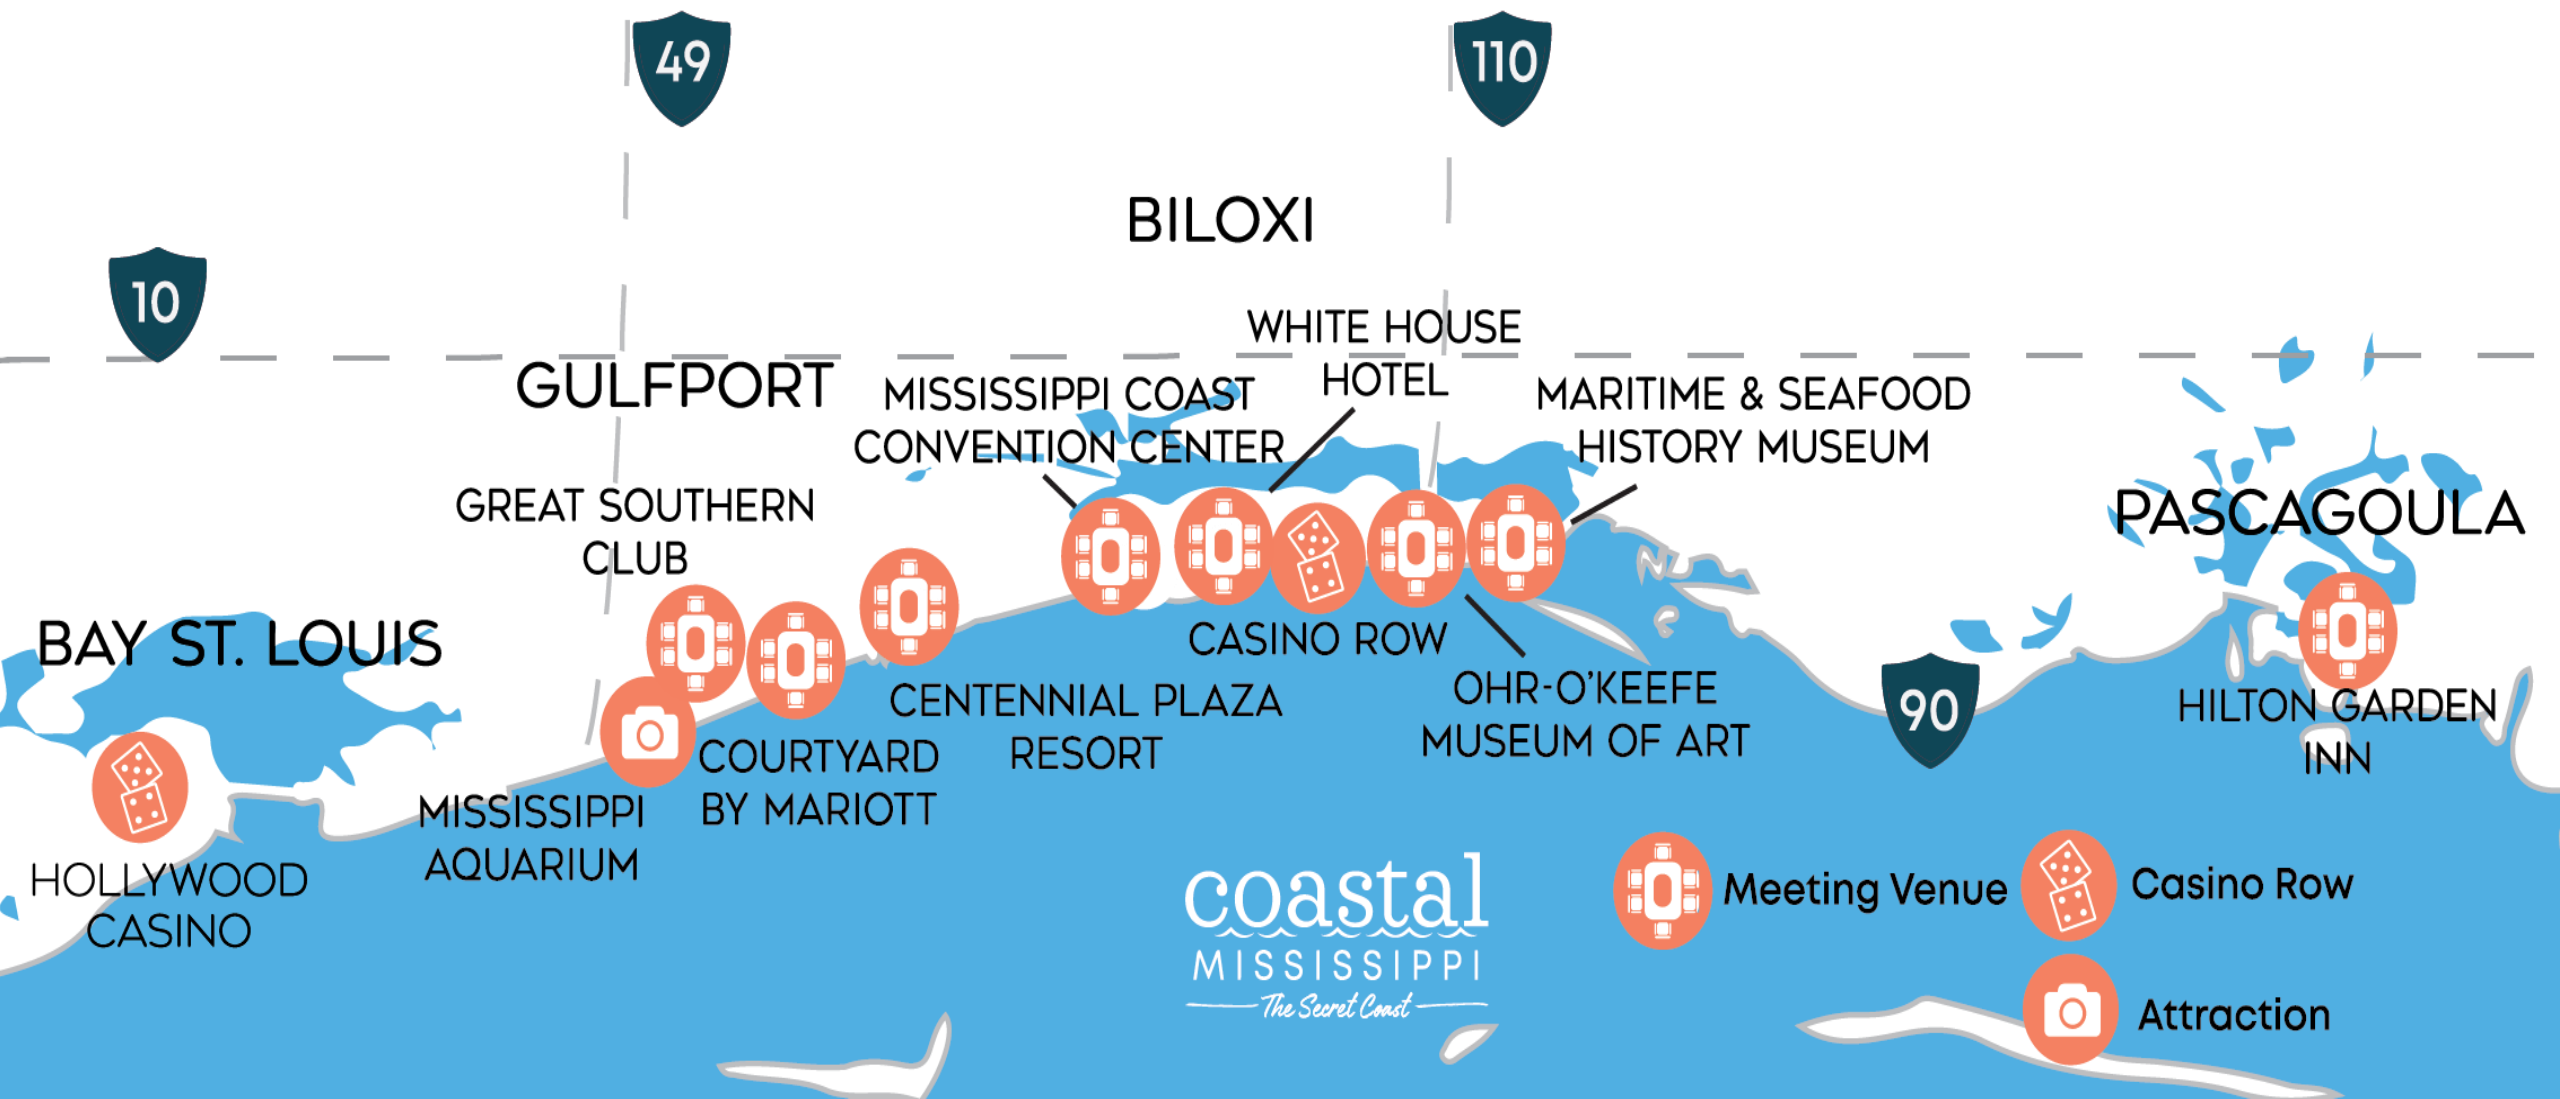 49
110
BILOXI
10
WHITE HOUSE
HOTEL
GULFPORT
MISSISSIPPI COAST
CONVENTION CENTER
MARITIME & SEAFOOD
HISTORY MUSEUM
GREAT SOUTHERN
CLUB
PASCAGOULA
BAY ST. LOUIS
CASINO ROW
CENTENNIAL PLAZA
RESORT
OHR-O'KEEFE
MUSEUM OF ART
90
HILTON GARDEN
INN
COURTYARD
BY MARIOTT
MISSISSIPPI
AQUARIUM
HOLLYWOOD
CASINO
coastal
MISSISSIPPI
The Secret Coast
Meeting Venue
Casino Row
Attraction